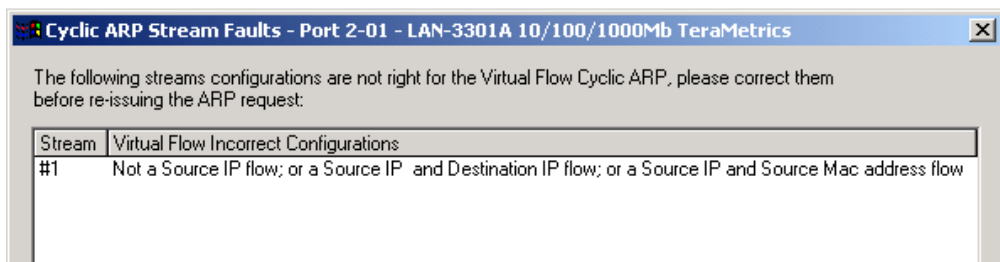 Cyclic ARP Stream Faults - Port 2-01 - LAN-3301A 10/100/1000Mb TeraMetrics
The following streams configurations are not right for the Virtual Flow Cyclic ARP, please correct them
before re-issuing the ARP request:
Stream Virtual Flow Incorrect Configurations
#1 Not a Source IP flow; or a Source IP and Destination IP flow; or a Source IP and Source Mac address flow